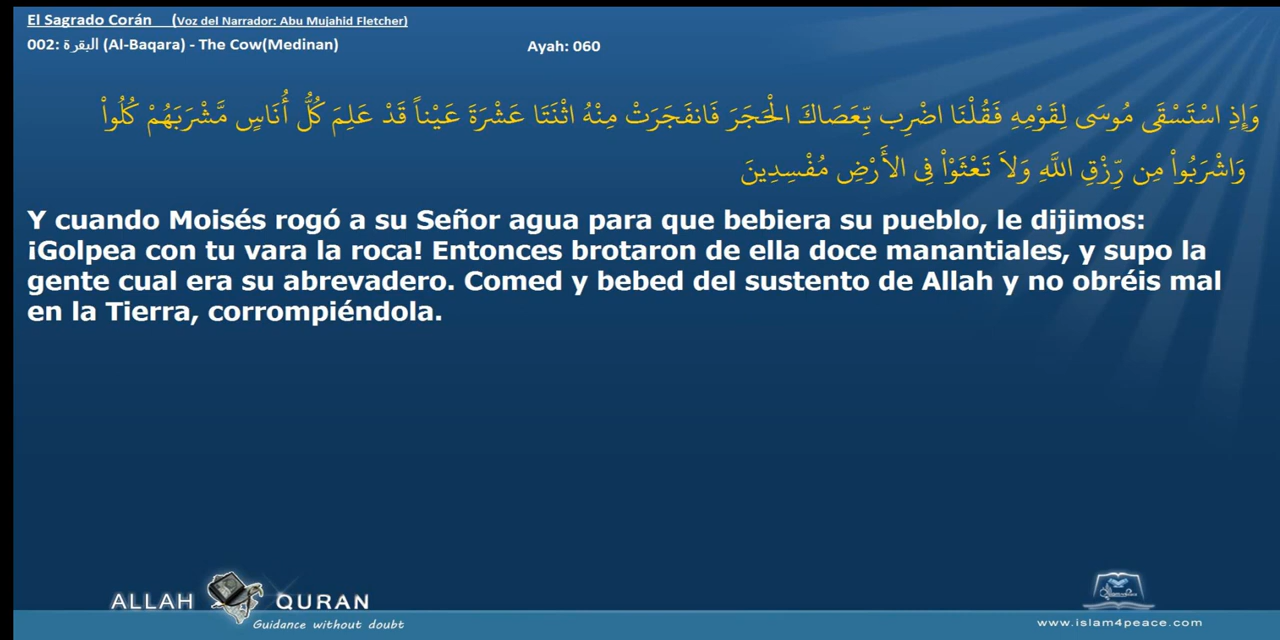 El Sagrado Corán (Voz del Narrador: Abu Mujahid Fletcher)
002: البقرة (Al-Baqara) - The Cow(Medinan) Ayah: 060
وَإِذِ اسْتَسْقَى مُوسَى لِقَوْمِهِ فَقُلْنَا اضْرِب بِّعَصَاكَ الْحَجَرَ فَانفَجَرَتْ مِنْهُ اثْنَتَا عَشْرَةَ عَيْناً قَدْ عَلِمَ كُلُّ أُنَاسٍ مَّشْرَبَهُمْ كُلُواْ
وَاشْرَبُواْ مِن رِّزْقِ اللَّهِ وَلاَ تَعْثَوْاْ فِي الأَرْضِ مُفْسِدِينَ
Y cuando Moisés rogó a su Señor agua para que bebiera su pueblo, le dijimos:
¡Golpea con tu vara la roca! Entonces brotaron de ella doce manantiales, y supo la
gente cual era su abrevadero. Comed y bebed del sustento de Allah y no obréis mal
en la Tierra, corrompiéndola.
ALLAH QURAN
Guidance without doubt
www.islam4peace.com